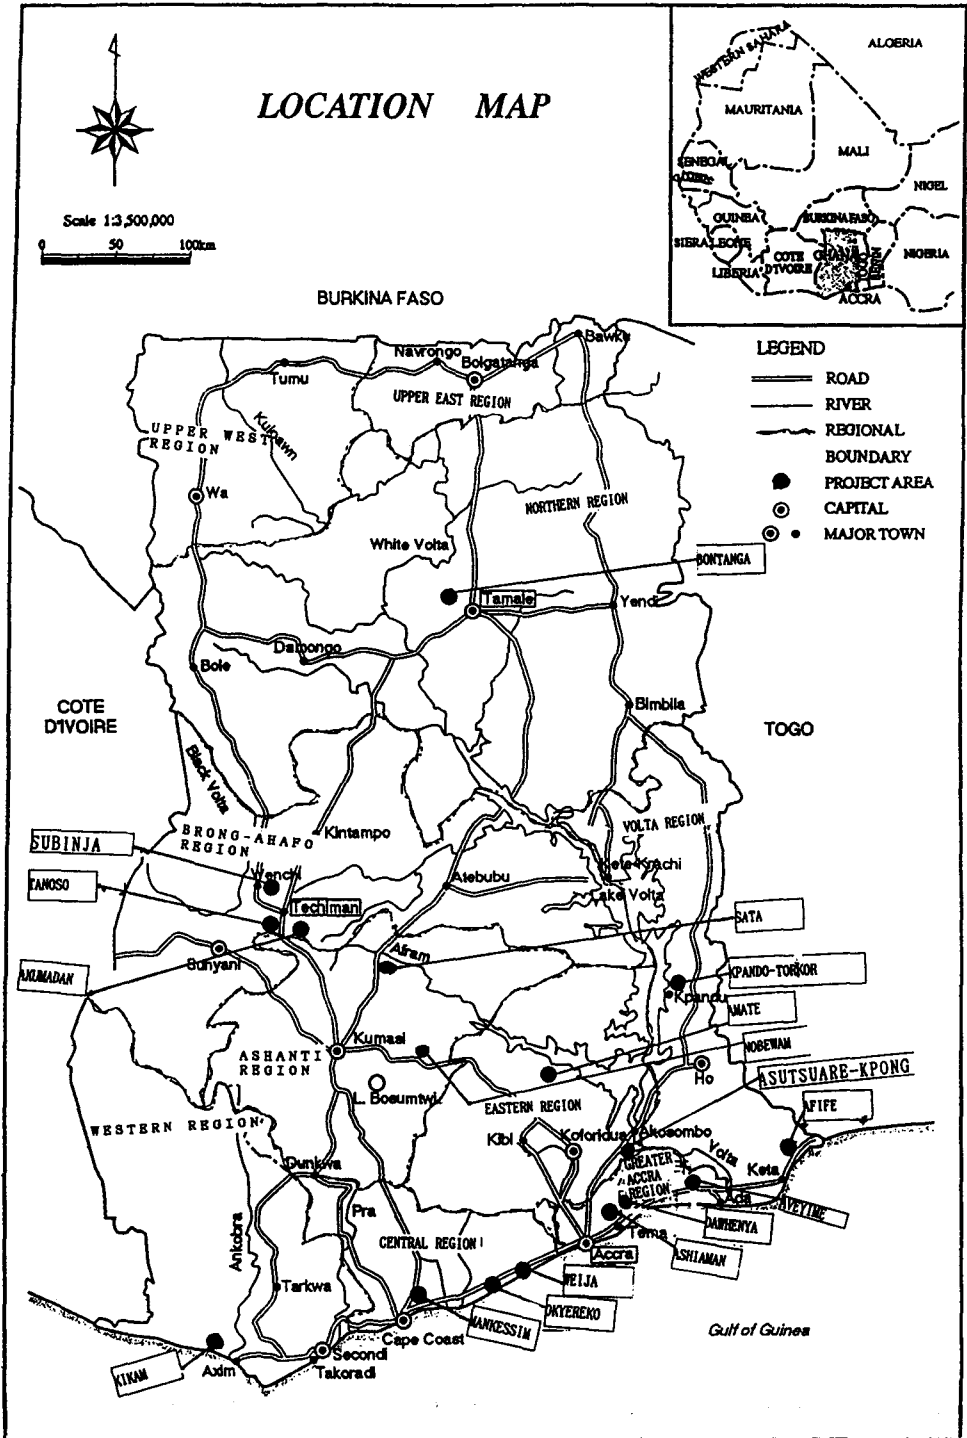 LOCATION MAP
Scale 1:3,500,000
0 50 100km
WESTERN SAHARA
ALGERIA
MAURITANIA
MALI
SENEGAL
NIGEL
GUINEA
BURKINA FASO
SIERA LEONE
COTE D'IVOIRE
GHANA
TOGO
BENIN
NIGERIA
LIBERIA
ACCRA
BURKINA FASO
LEGEND
ROAD
RIVER
REGIONAL
BOUNDARY
PROJECT AREA
CAPITAL
MAJOR TOWN
Bawku
Navrongo
Bolgatanga
Tumu
UPPER EAST REGION
Kulpawn
UPPER WEST
REGION
Wa
NORTHERN REGION
White Volta
BONTANGA
Tamale
Yendi
Damongo
Bole
Bimbila
COTE
D'IVOIRE
TOGO
Black Volta
Kintampo
BRONG-AHAFO
REGION
VOLTA REGION
SUBINJA
Wenchi
Kete-Krachi
Atebubu
Lake Volta
TANOSO
Techiman
SATA
Afram
Sunyani
AKUMADAN
KPANDO-TORKOR
Kpandu
AMATE
Kumasi
NOBEWAM
ASHANTI
REGION
Ho
ASUTSUARE-KPONG
L. Bosumtwi
EASTERN REGION
AFIFE
WESTERN REGION
Kibi
Koforidua
Akosombo
Volta
Keta
GREATER
ACCRA
REGION
Dunkwa
Ada
AVEYIME
Pra
DAWHENYA
Ankobra
Tema
CENTRAL REGION
Accra
ASHIAMAN
WEIJA
Tarkwa
OKYEREKO
MANKESSIM
Cape Coast
Gulf of Guinea
Secondi
KIKAM
Axim
Takoradi